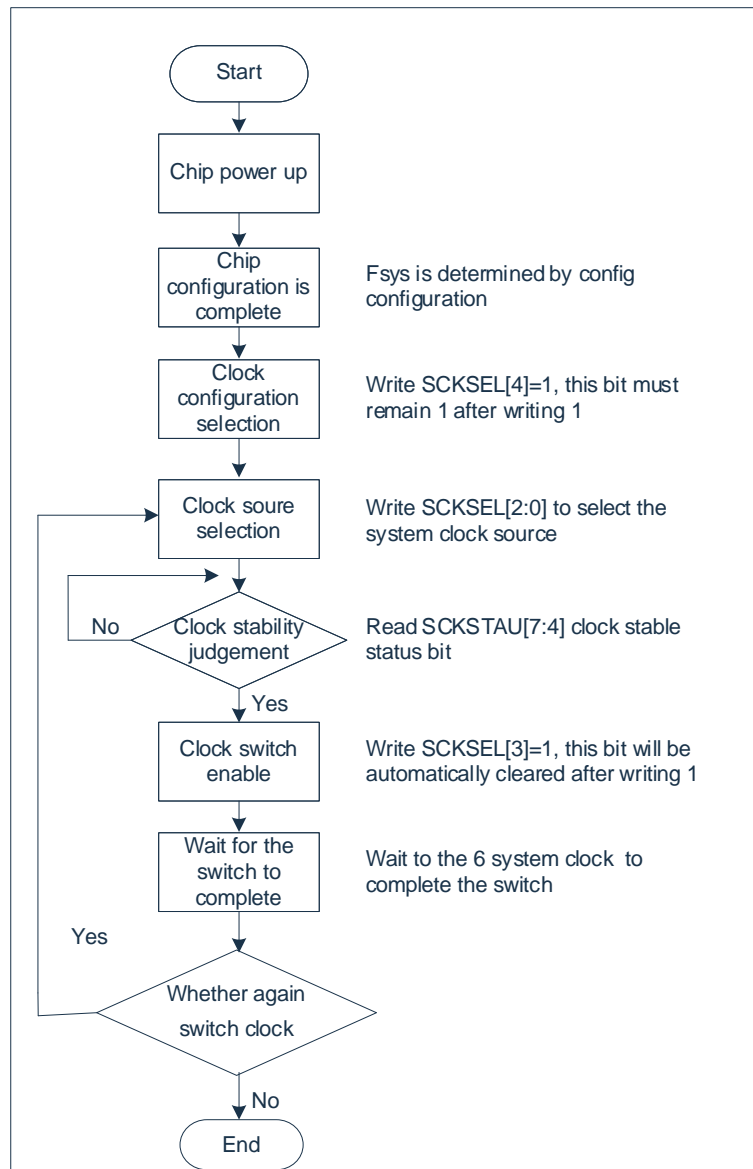 Start
Chip power up
Chip
configuration is
complete
Fsys is determined by config
configuration
Clock
configuration
selection
Write SCKSEL[4]=1, this bit must
remain 1 after writing 1
Clock soure
selection
Write SCKSEL[2:0] to select the
system clock source
No
Clock stability
judgement
Read SCKSTAU[7:4] clock stable
status bit
Yes
Clock switch
enable
Write SCKSEL[3]=1, this bit will be
automatically cleared after writing 1
Wait for the
switch to
complete
Wait to the 6 system clock to
complete the switch
Yes
Whether again
switch clock
No
End